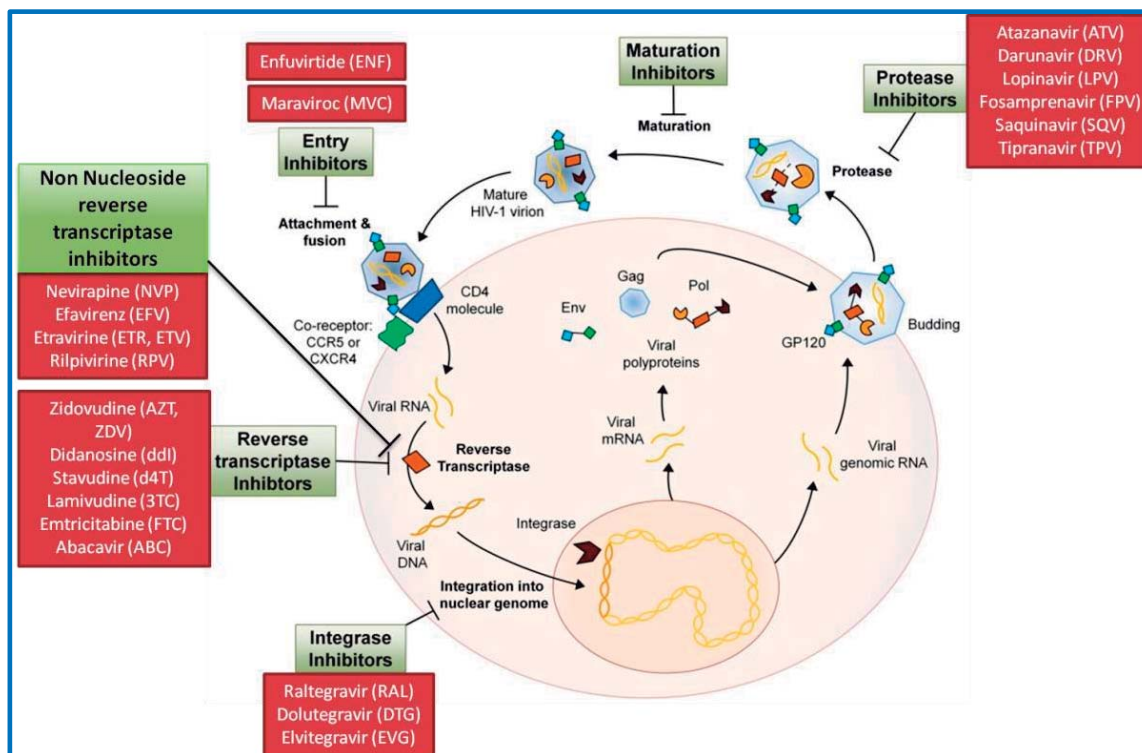 Enfuvirtide (ENF)
Maraviroc (MVC)
Entry
Inhibitors
Attachment &
fusion
Maturation
Inhibitors
Maturation
Protease
Inhibitors
Atazanavir (ATV)
Darunavir (DRV)
Lopinavir (LPV)
Fosamprenavir (FPV)
Saquinavir (SQV)
Tipranavir (TPV)
Protease
Mature
HIV-1 virion
Non Nucleoside
reverse
transcriptase
inhibitors
Nevirapine (NVP)
Efavirenz (EFV)
Etravirine (ETR, ETV)
Rilpivirine (RPV)
CD4
molecule
Co-receptor:
CCR5 or
CXCR4
Gag
Pol
Env
Viral
polyproteins
GP120
Budding
Zidovudine (AZT,
ZDV)
Didanosine (ddI)
Stavudine (d4T)
Lamivudine (3TC)
Emtricitabine (FTC)
Abacavir (ABC)
Reverse
transcriptase
Inhibtors
Viral RNA
Reverse
Transcriptase
Viral
mRNA
Viral
genomic RNA
Viral
DNA
Integrase
Integration into
nuclear genome
Integrase
Inhibitors
Raltegravir (RAL)
Dolutegravir (DTG)
Elvitegravir (EVG)